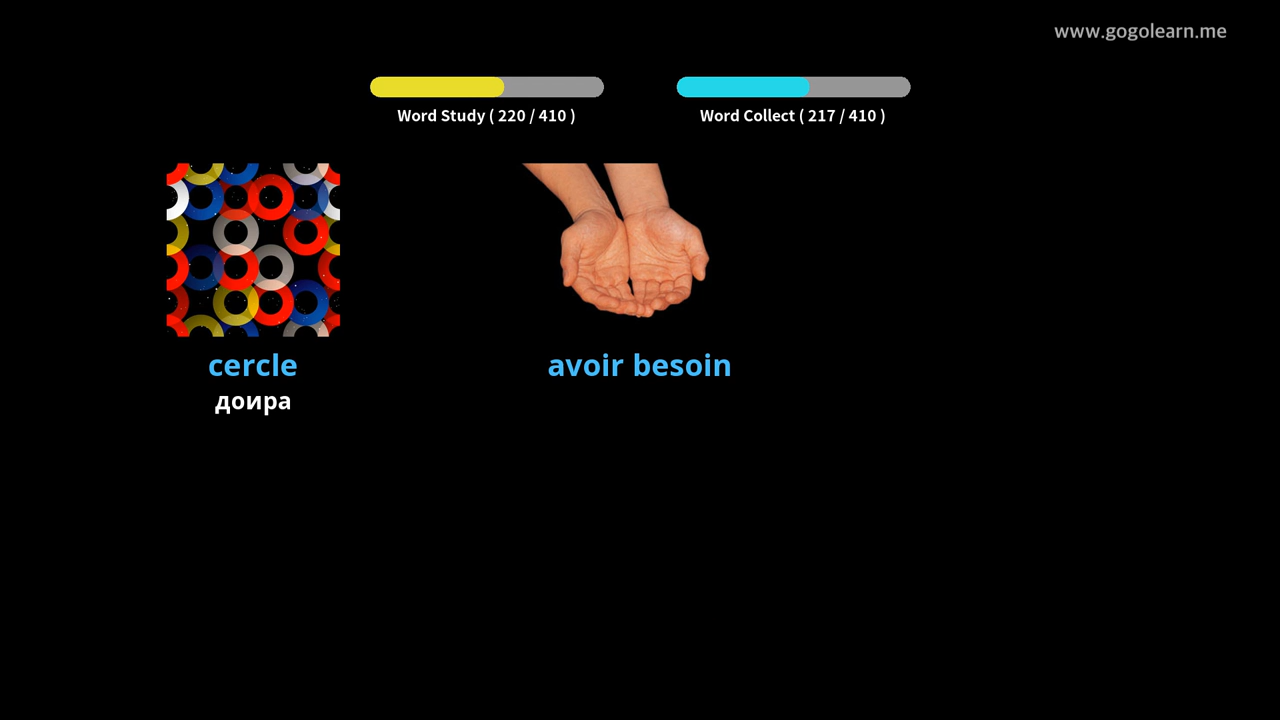 www.gogolearn.me
Word Study ( 220 / 410 )
Word Collect ( 217 / 410 )
cercle
доира
avoir besoin